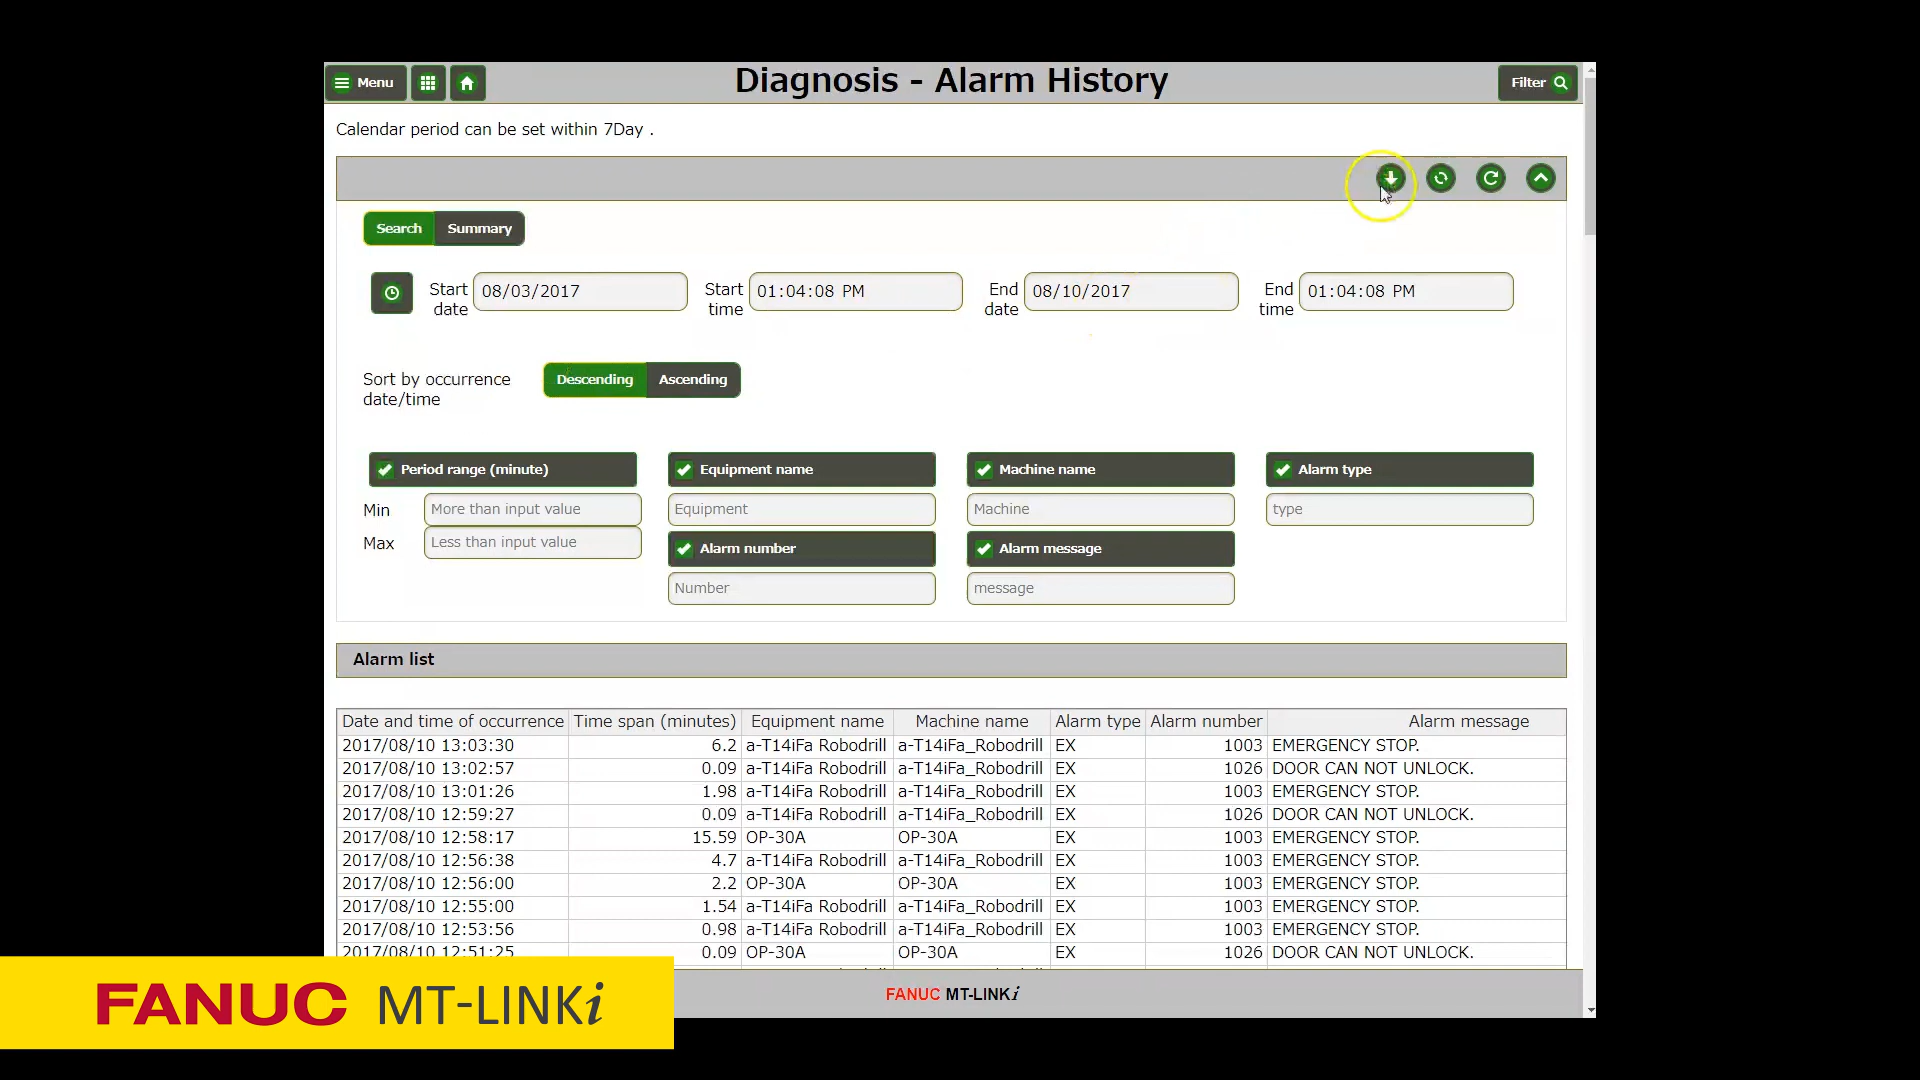 Menu
Diagnosis - Alarm History
Filter
Calendar period can be set within 7Day .
Search Summary
Start date 08/03/2017 Start time 01:04:08 PM End date 08/10/2017 End time 01:04:08 PM
Sort by occurrence date/time Descending Ascending
Period range (minute) Equipment name Machine name Alarm type
Min More than input value Equipment Machine type
Max Less than input value Alarm number Alarm message
Number message
Alarm list
Date and time of occurrence Time span (minutes) Equipment name Machine name Alarm type Alarm number Alarm message
2017/08/10 13:03:30 6.2 a-T14iFa Robodrill a-T14iFa_Robodrill EX 1003 EMERGENCY STOP.
2017/08/10 13:02:57 0.09 a-T14iFa Robodrill a-T14iFa_Robodrill EX 1026 DOOR CAN NOT UNLOCK.
2017/08/10 13:01:26 1.98 a-T14iFa Robodrill a-T14iFa_Robodrill EX 1003 EMERGENCY STOP.
2017/08/10 12:59:27 0.09 a-T14iFa Robodrill a-T14iFa_Robodrill EX 1026 DOOR CAN NOT UNLOCK.
2017/08/10 12:58:17 15.59 OP-30A OP-30A EX 1003 EMERGENCY STOP.
2017/08/10 12:56:38 4.7 a-T14iFa Robodrill a-T14iFa_Robodrill EX 1003 EMERGENCY STOP.
2017/08/10 12:56:00 2.2 OP-30A OP-30A EX 1003 EMERGENCY STOP.
2017/08/10 12:55:00 1.54 a-T14iFa Robodrill a-T14iFa_Robodrill EX 1003 EMERGENCY STOP.
2017/08/10 12:53:56 0.98 a-T14iFa Robodrill a-T14iFa_Robodrill EX 1003 EMERGENCY STOP.
2017/08/10 12:51:25 0.09 OP-30A OP-30A EX 1026 DOOR CAN NOT UNLOCK.
FANUC MT-LINKi
FANUC MT-LINKi